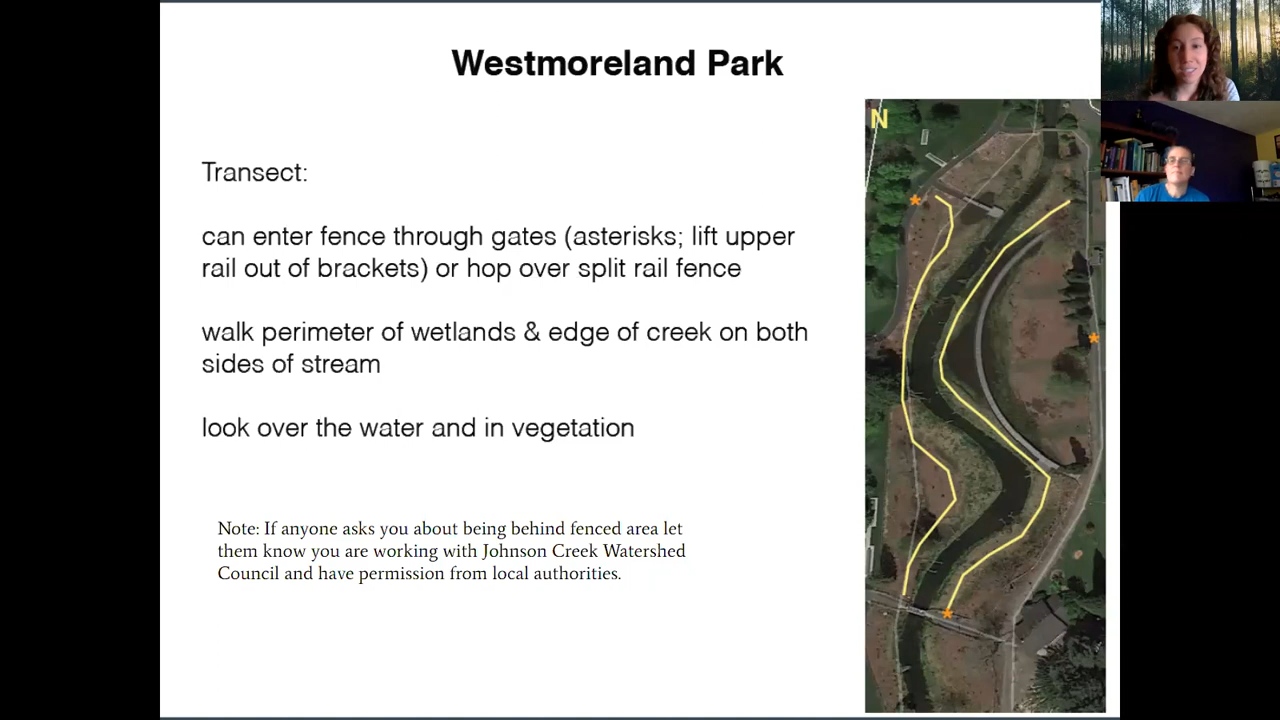 Westmoreland Park
Transect:
can enter fence through gates (asterisks; lift upper
rail out of brackets) or hop over split rail fence
walk perimeter of wetlands & edge of creek on both
sides of stream
look over the water and in vegetation
Note: If anyone asks you about being behind fenced area let
them know you are working with Johnson Creek Watershed
Council and have permission from local authorities.
N